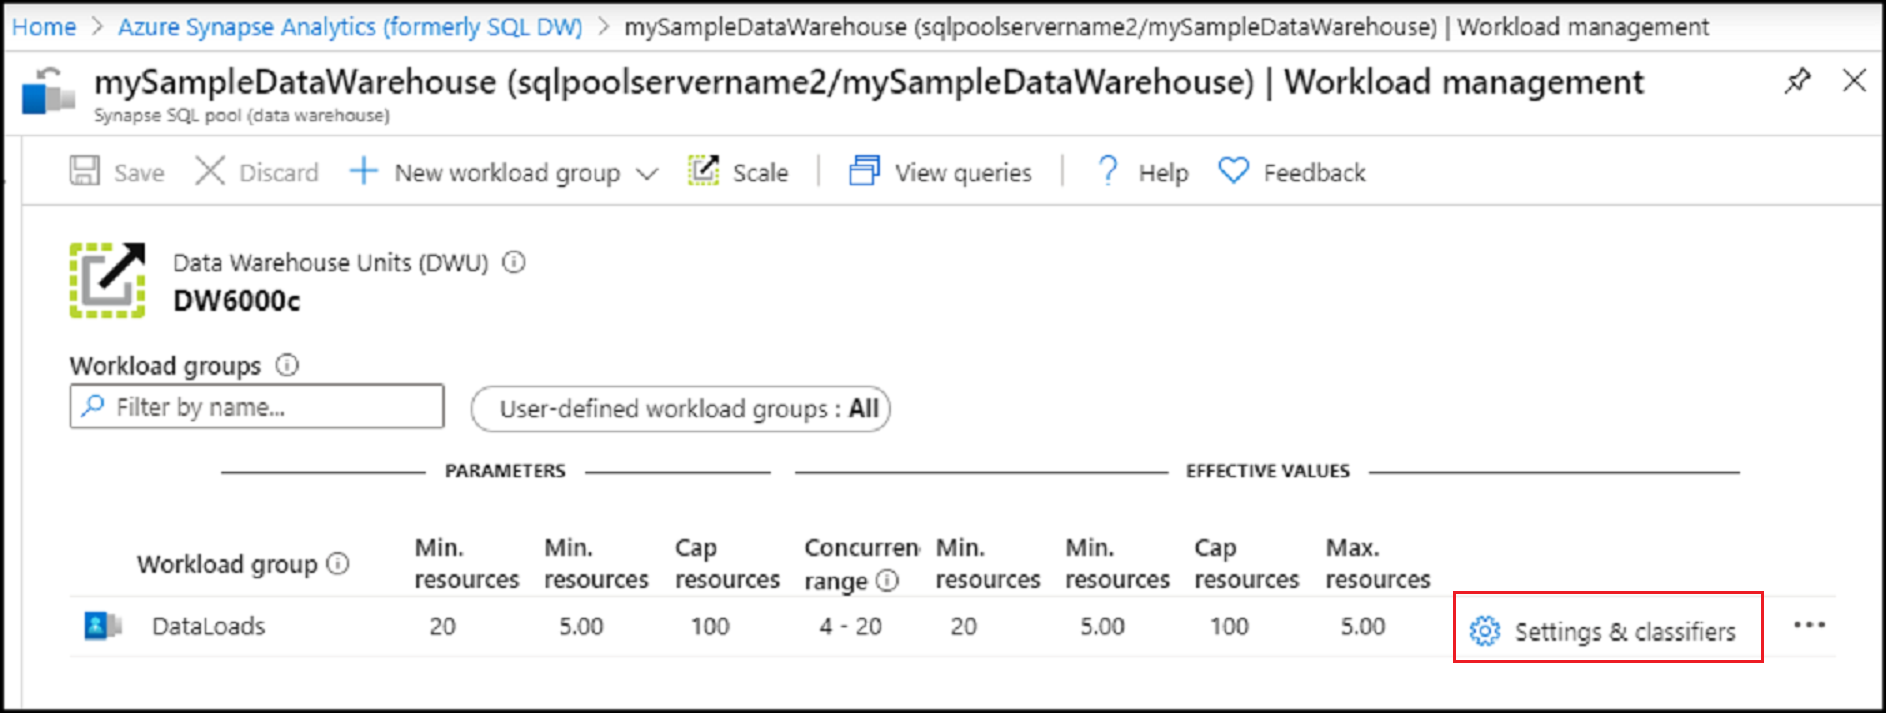 Home > Azure Synapse Analytics (formerly SQL DW) > mySampleDataWarehouse (sqlpoolservername2/mySampleDataWarehouse) | Workload management
mySampleDataWarehouse (sqlpoolservername2/mySampleDataWarehouse) | Workload management
Synapse SQL pool (data warehouse)
Save Discard New workload group Scale View queries Help Feedback
Data Warehouse Units (DWU)
DW6000c
Workload groups
Filter by name... User-defined workload groups : All
PARAMETERS EFFECTIVE VALUES
Min. Min. Cap Concurren Min. Min. Cap Max.
Workload group resources resources resources range resources resources resources resources
DataLoads 20 5.00 100 4 - 20 20 5.00 100 5.00 Settings & classifiers